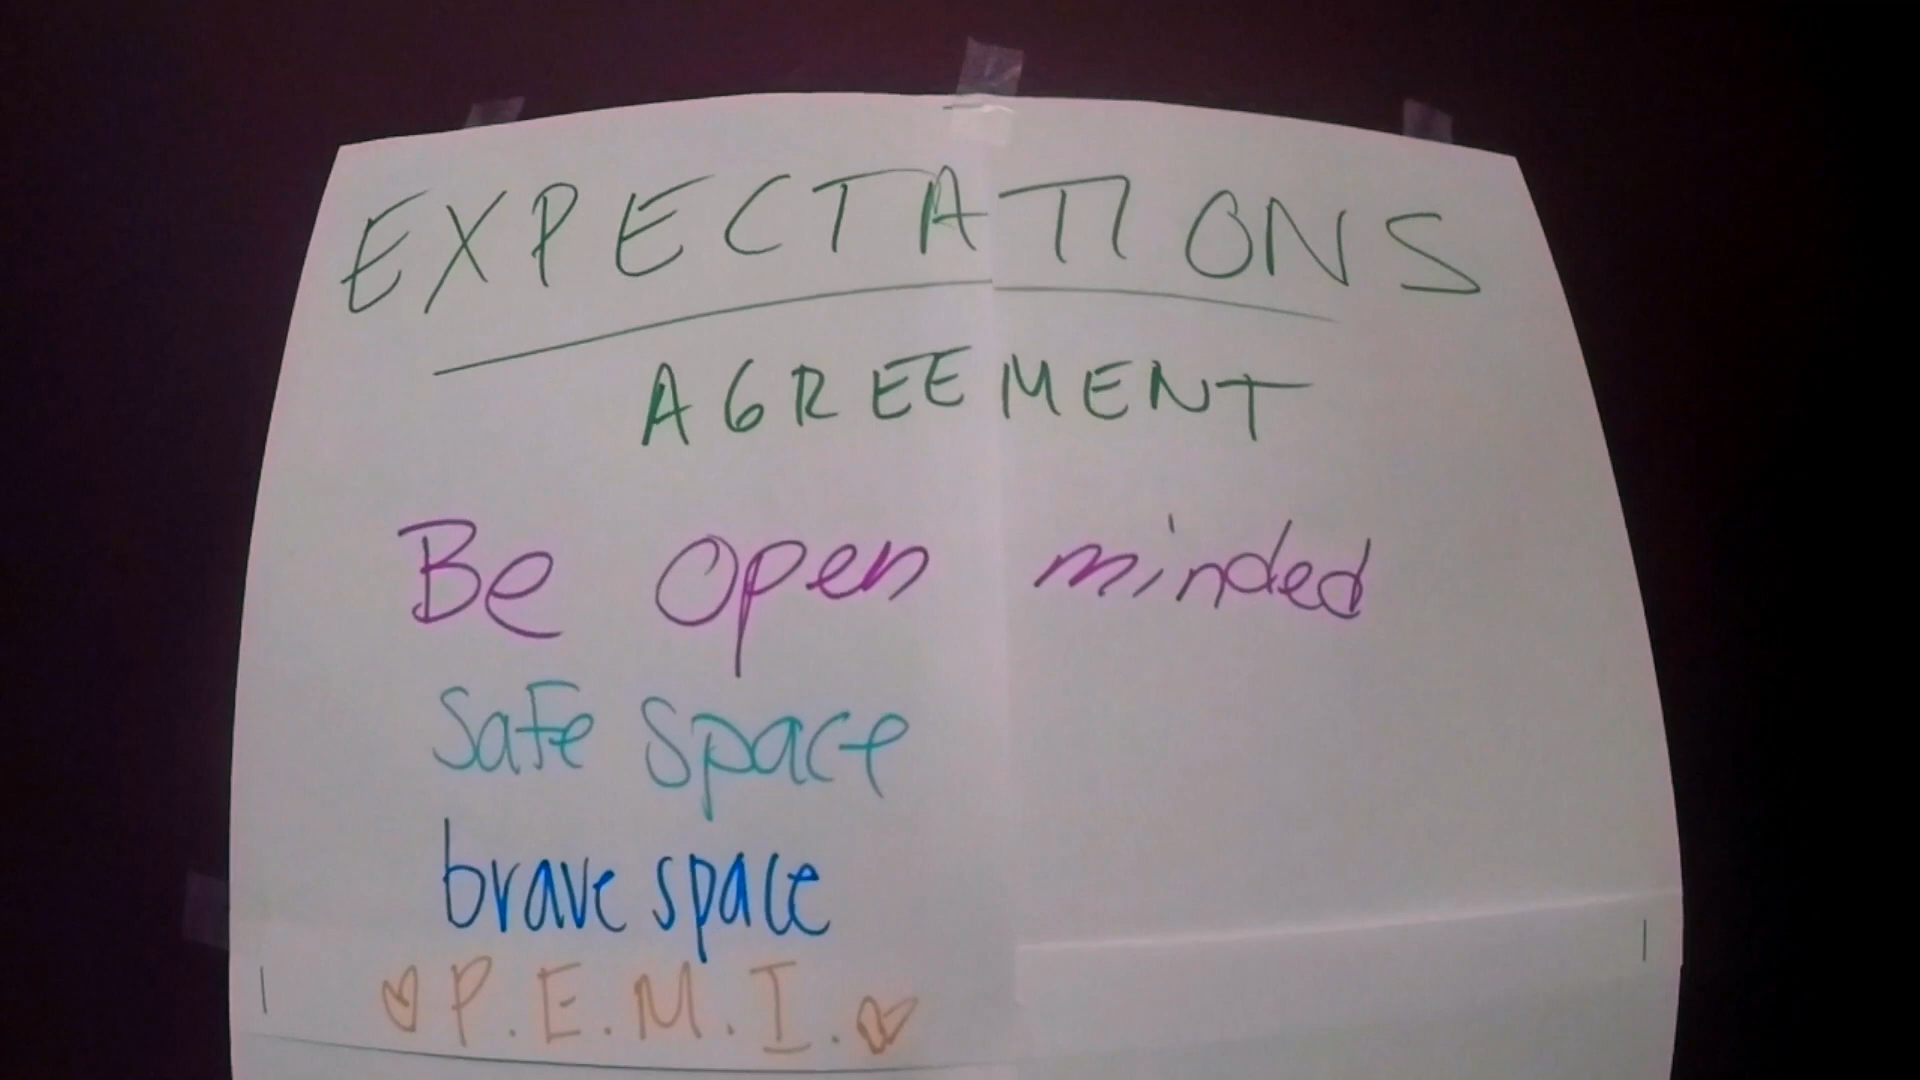 EXPECTATIONS
AGREEMENT
Be open minded
Safe space
brave space
P.E.M.I.